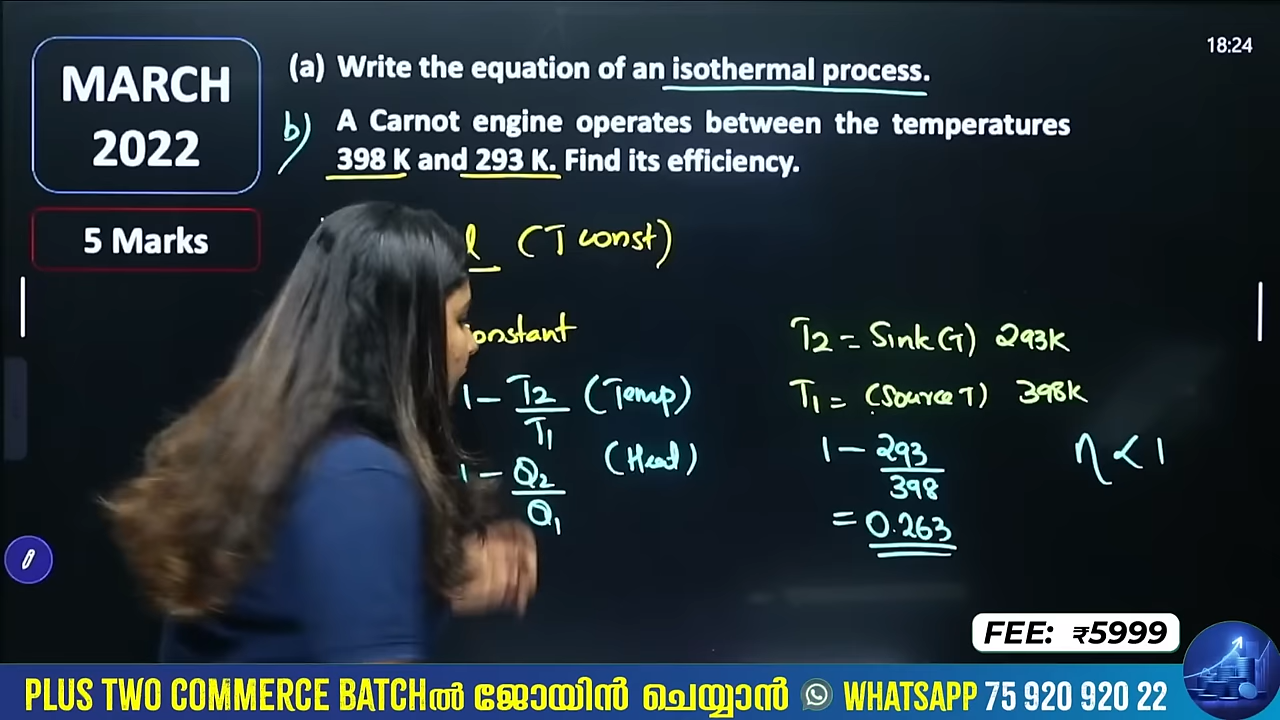 18:24
MARCH
2022
5 Marks
(a) Write the equation of an isothermal process.
b) A Carnot engine operates between the temperatures
398 K and 293 K. Find its efficiency.
(T const)
onstant
1 - T2/T1 (Temp)
1 - Q2/Q1 (Heat)
T2 = Sink(T) 293K
T1 = (Source T) 398K
1 - 293/398
= 0.263
η < 1
FEE: ₹5999
PLUS TWO COMMERCE BATCHൽ ജോയിൻ ചെയ്യാൻ WHATSAPP 75 920 920 22